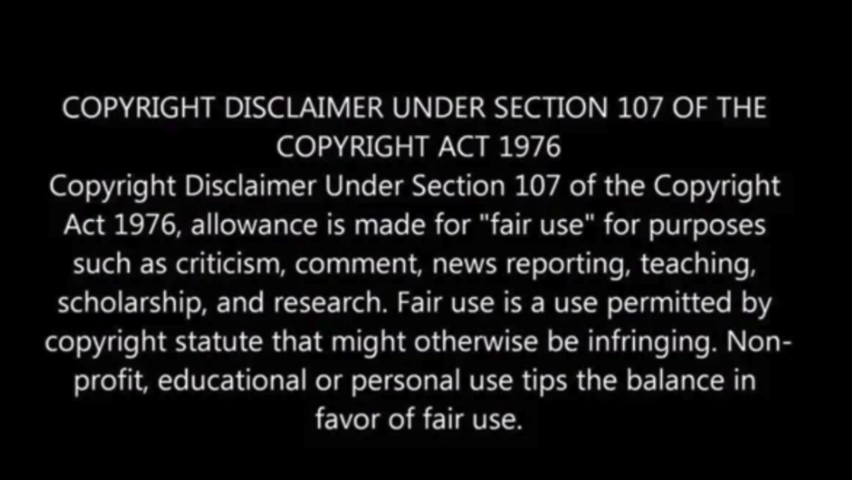 COPYRIGHT DISCLAIMER UNDER SECTION 107 OF THE
COPYRIGHT ACT 1976
Copyright Disclaimer Under Section 107 of the Copyright
Act 1976, allowance is made for "fair use" for purposes
such as criticism, comment, news reporting, teaching,
scholarship, and research. Fair use is a use permitted by
copyright statute that might otherwise be infringing. Non-
profit, educational or personal use tips the balance in
favor of fair use.